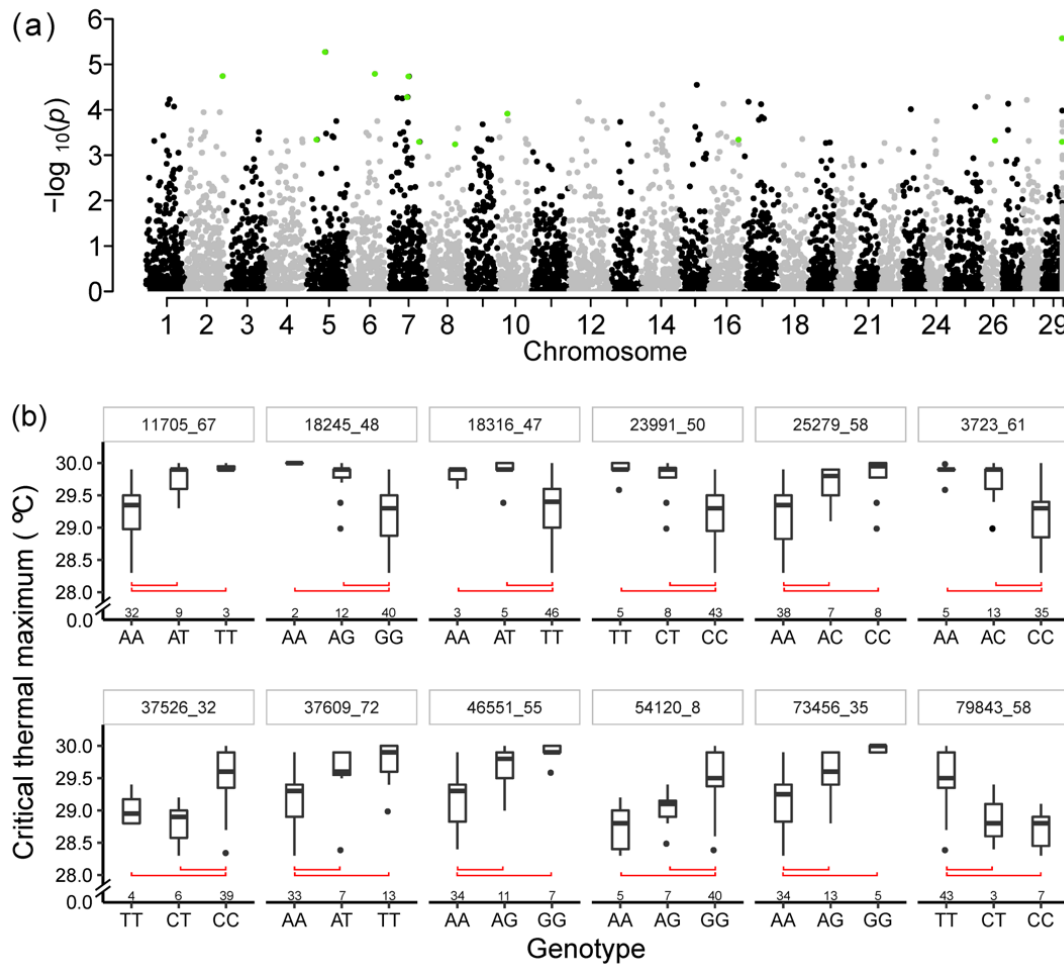 (a)
6
5
4
3
2
1
0
−log 10(p)
1 2 3 4 5 6 7 8 10 12 14 16 18 21 24 26 29
Chromosome
(b)
Critical thermal maximum ( ºC)
11705_67 18245_48 18316_47 23991_50 25279_58 3723_61
30.0
29.5
29.0
28.5
28.0
0.0
32 9 3 2 12 40 3 5 46 5 8 43 38 7 8 5 13 35
AA AT TT AA AG GG AA AT TT TT CT CC AA AC CC AA AC CC
37526_32 37609_72 46551_55 54120_8 73456_35 79843_58
30.0
29.5
29.0
28.5
28.0
0.0
4 6 39 33 7 13 34 11 7 5 7 40 34 13 5 43 3 7
TT CT CC AA AT TT AA AG GG AA AG GG AA AG GG TT CT CC
Genotype